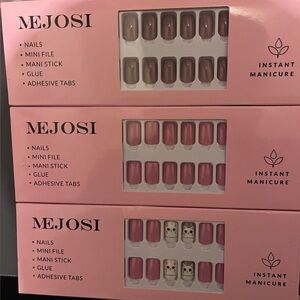 MEJOSI
• NAILS
• MINI FILE
• MANI STICK
• GLUE
• ADHESIVE TABS
INSTANT
MANICURE
MEJOSI
• NAILS
• MINI FILE
• MANI STICK
• GLUE
• ADHESIVE TABS
INSTANT
MANICURE
MEJOSI
• NAILS
• MINI FILE
• MANI STICK
• GLUE
• ADHESIVE TABS
INSTANT
MANICURE